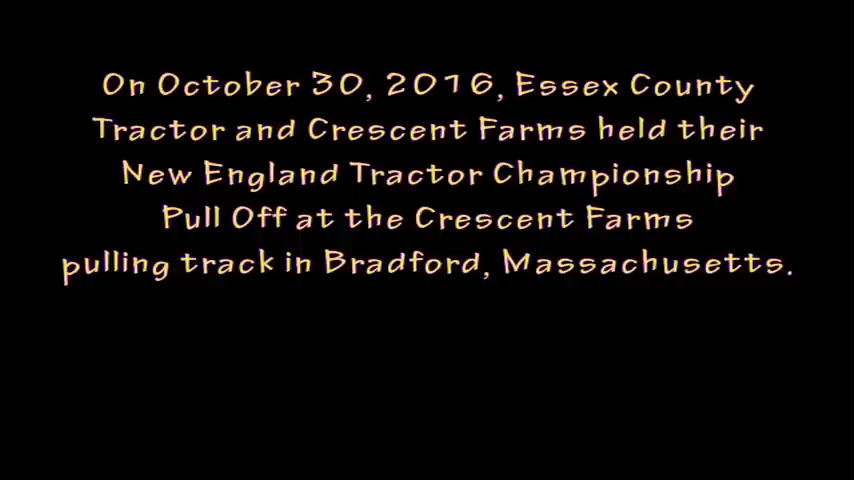 On October 30, 2016, Essex County
Tractor and Crescent Farms held their
New England Tractor Championship
Pull Off at the Crescent Farms
pulling track in Bradford, Massachusetts.